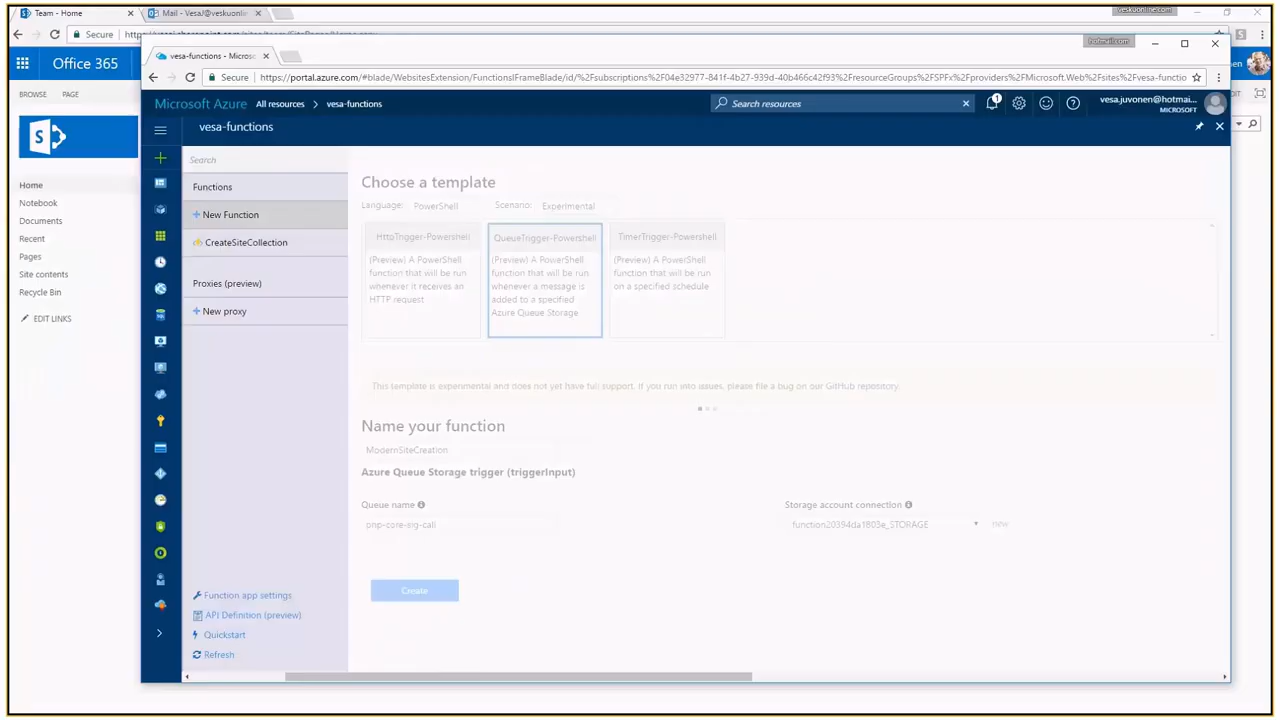 Team - Home
Mail - VesaJ@veskuonline.com
veskuonline.com
Secure
vesa-functions - Microso
hotmail.com
Office 365
Secure
https://portal.azure.com/#blade/WebsitesExtension/FunctionsIFrameBlade/id/%2Fsubscriptions%2F04e32977-841f-4b27-939d-40b466c42f93%2FresourceGroups%2FSPFx%2Fproviders%2FMicrosoft.Web%2Fsites%2Fvesa-functio
BROWSE
PAGE
Microsoft Azure
All resources
vesa-functions
Search resources
1
vesa.juvonen@hotmai...
MICROSOFT
vesa-functions
Search
Choose a template
Functions
Language: PowerShell
Scenario: Experimental
+ New Function
CreateSiteCollection
HttpTrigger-Powershell
(Preview) A PowerShell
function that will be run
whenever it receives an
HTTP request
QueueTrigger-Powershell
(Preview) A PowerShell
function that will be run
whenever a message is
added to a specified
Azure Queue Storage
TimerTrigger-Powershell
(Preview) A PowerShell
function that will be run
on a specified schedule
Home
Notebook
Documents
Recent
Pages
Site contents
Recycle Bin
EDIT LINKS
Proxies (preview)
+ New proxy
This template is experimental and does not yet have full support. If you run into issues, please file a bug on our GitHub repository.
Name your function
ModernSiteCreation
Azure Queue Storage trigger (triggerInput)
Queue name
Storage account connection
pnp-core-sig-call
function20394da1803e_STORAGE
new
Create
Function app settings
API Definition (preview)
Quickstart
Refresh